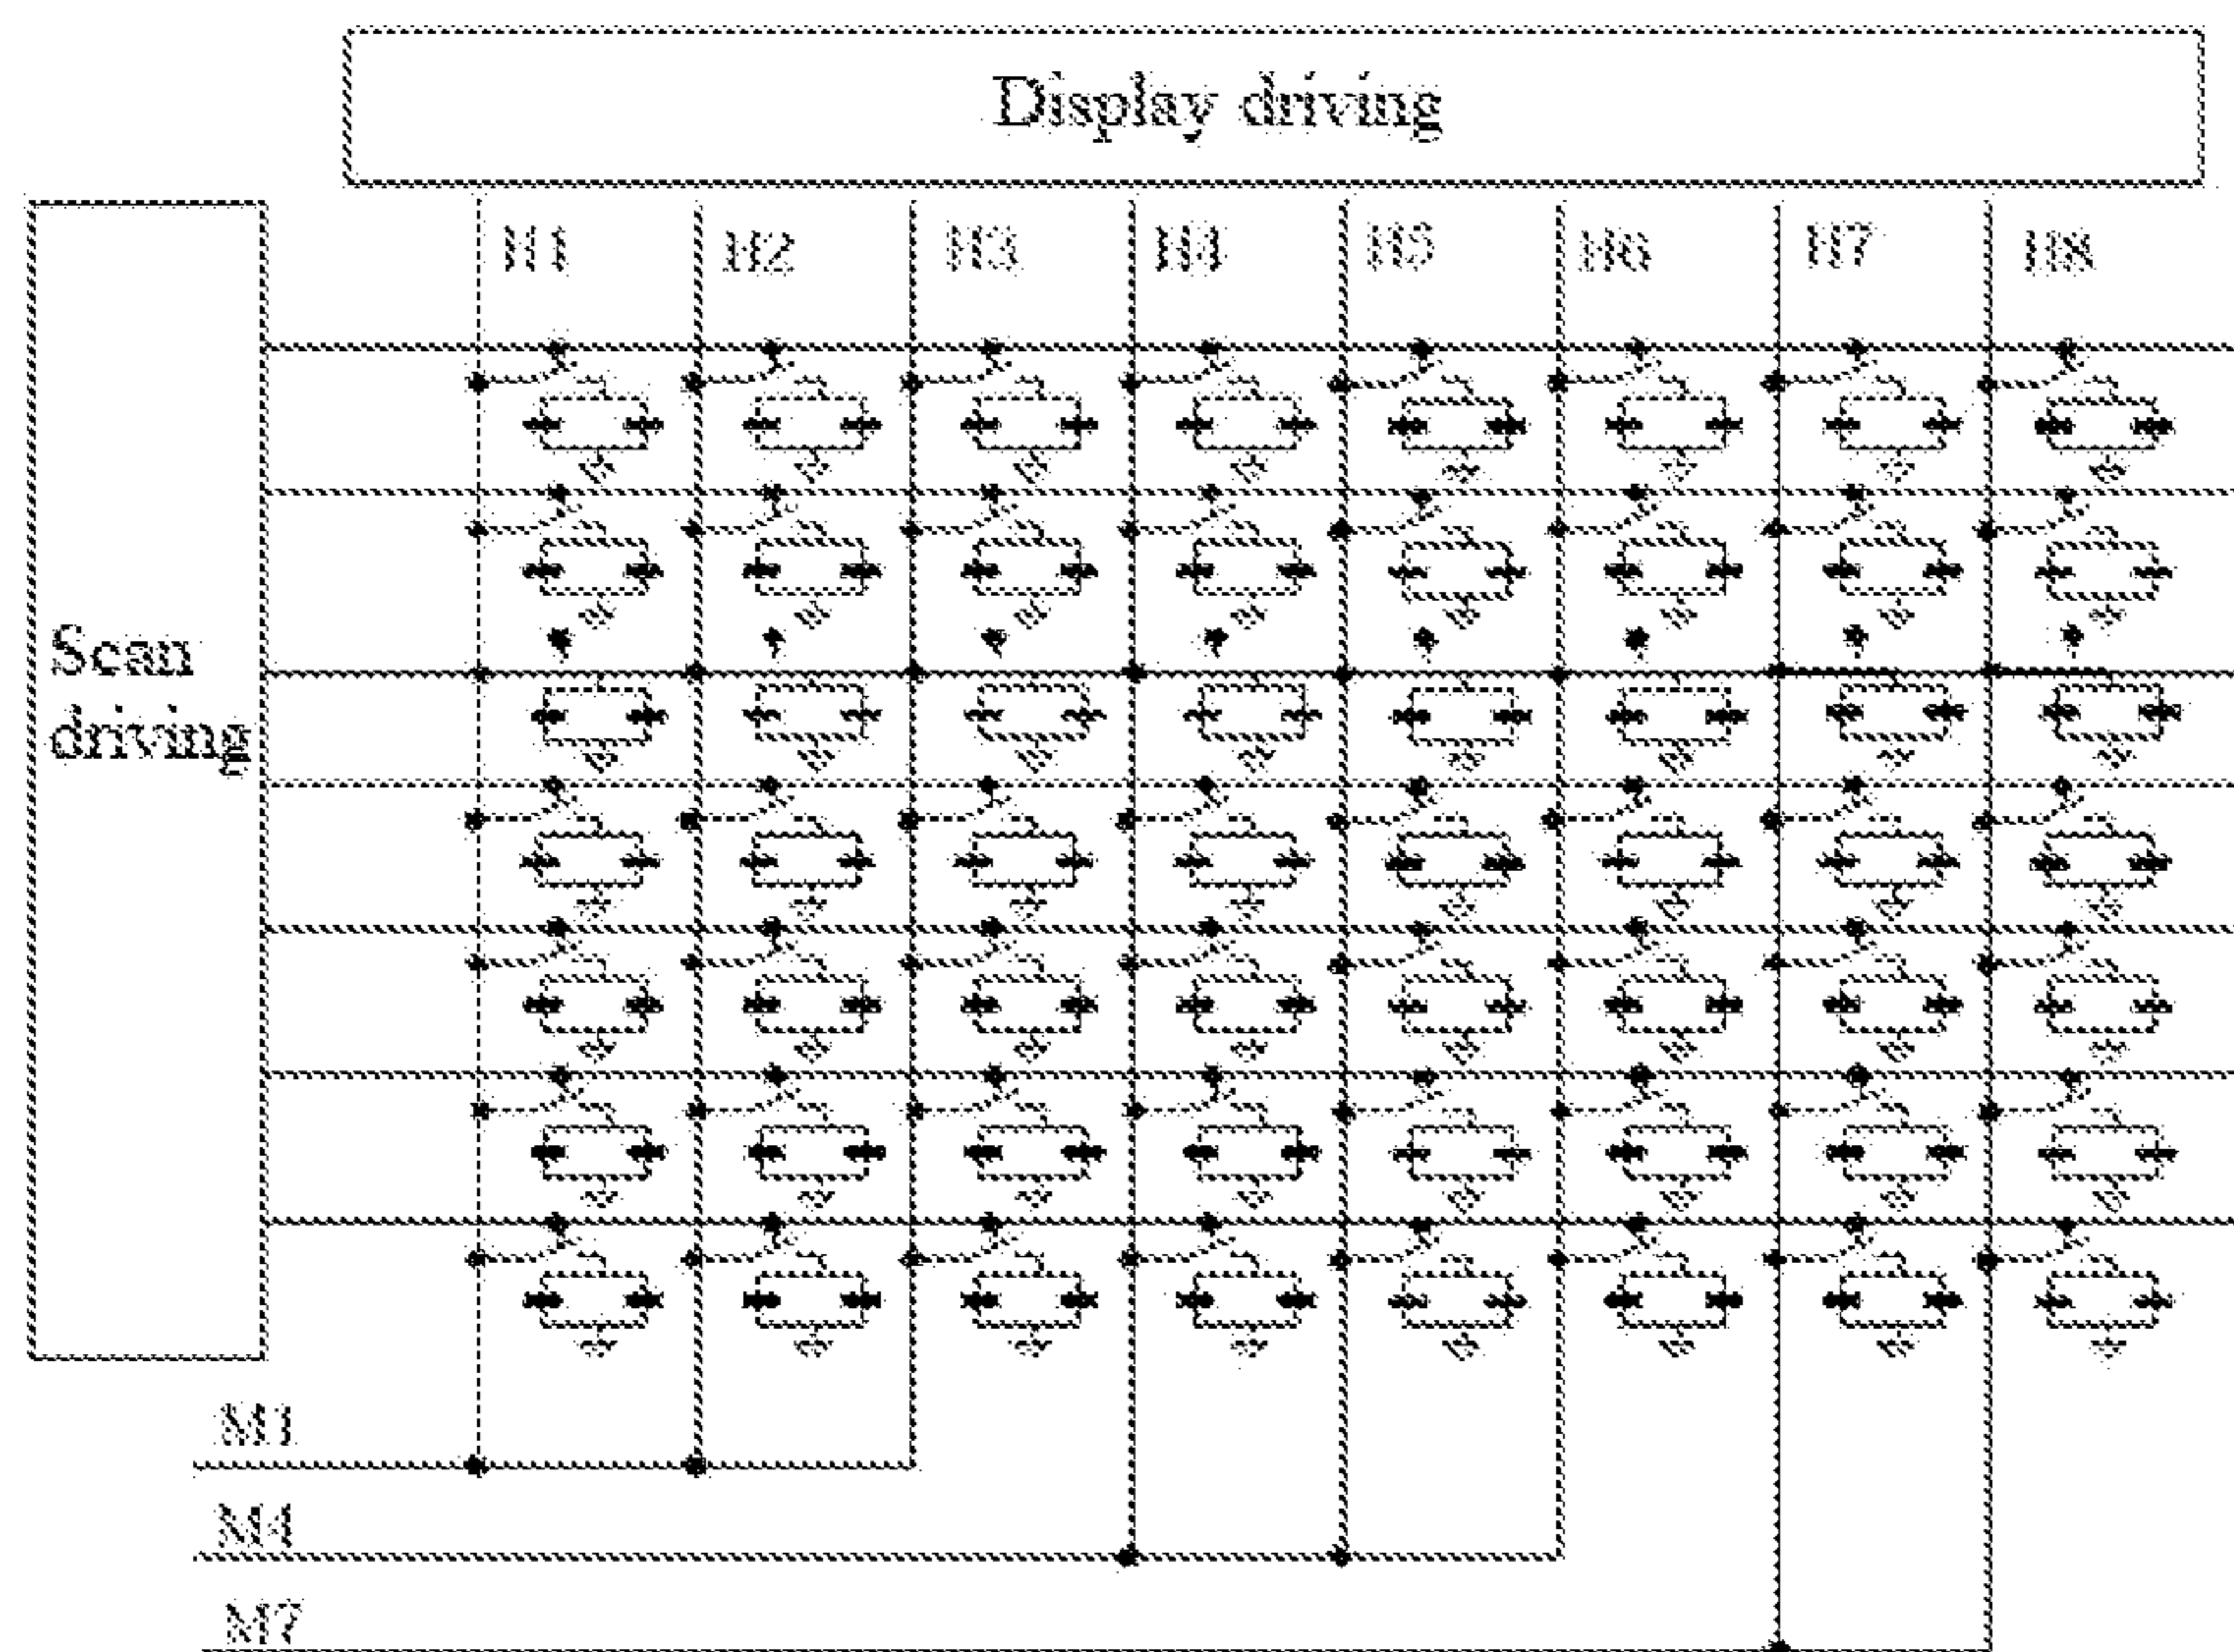 Display driving
H1 H2 H3 H4 H5 H6 H7 H8
Scan
driving
M1
M4
M7